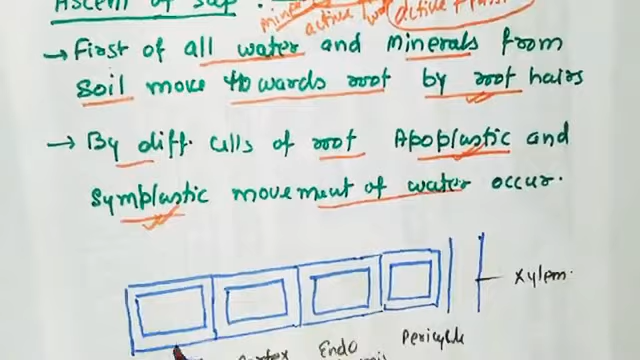 Ascent of sap :
active
active
→ First of all water and minerals from
soil move towards root by root hairs
→ By diff. cells of root Apoplastic and
symplastic movement of water occur.
Xylem.
Pericycle
Endo